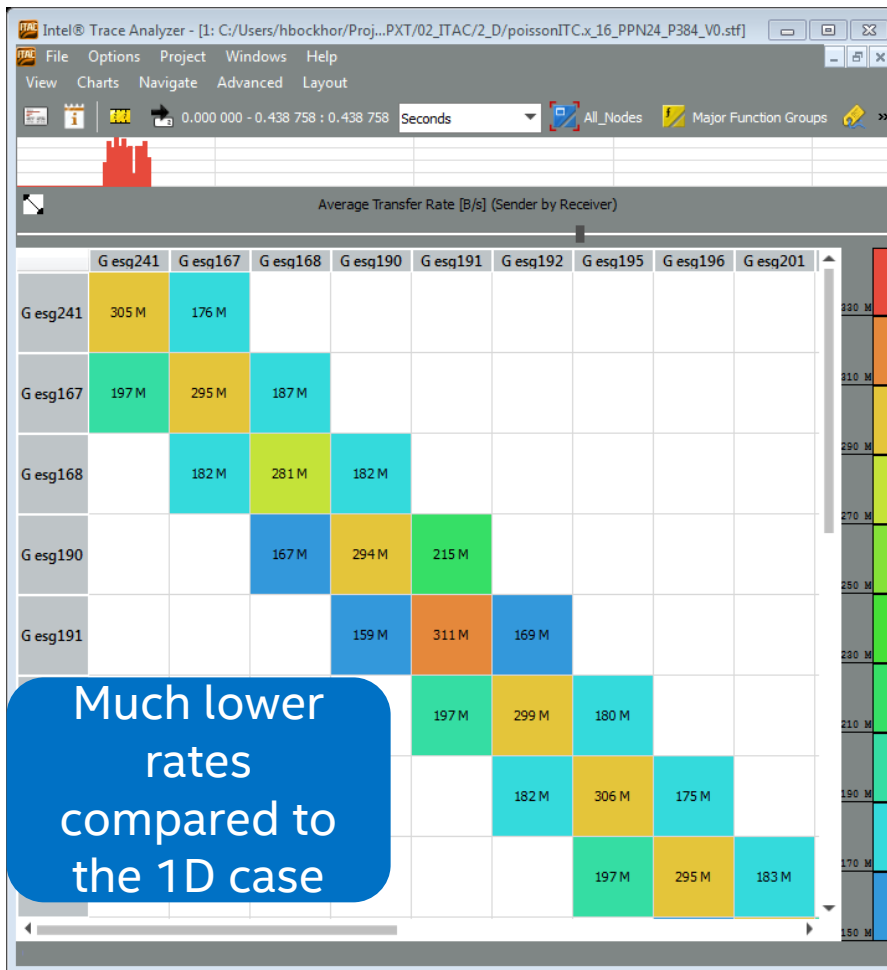 Intel® Trace Analyzer - [1: C:/Users/hbockhor/Proj...PXT/02_ITAC/2_D/poissonITC.x_16_PPN24_P384_V0.stf]
File Options Project Windows Help
View Charts Navigate Advanced Layout
0.000 000 - 0.438 758 : 0.438 758 Seconds All_Nodes Major Function Groups »
Average Transfer Rate [B/s] (Sender by Receiver)
G esg241 G esg167 G esg168 G esg190 G esg191 G esg192 G esg195 G esg196 G esg201
G esg241 305 M 176 M
G esg167 197 M 295 M 187 M
G esg168 182 M 281 M 182 M
G esg190 167 M 294 M 215 M
G esg191 159 M 311 M 169 M
197 M 299 M 180 M
182 M 306 M 175 M
197 M 295 M 183 M
330 M
310 M
290 M
270 M
250 M
230 M
210 M
190 M
170 M
150 M
Much lower
rates
compared to
the 1D case